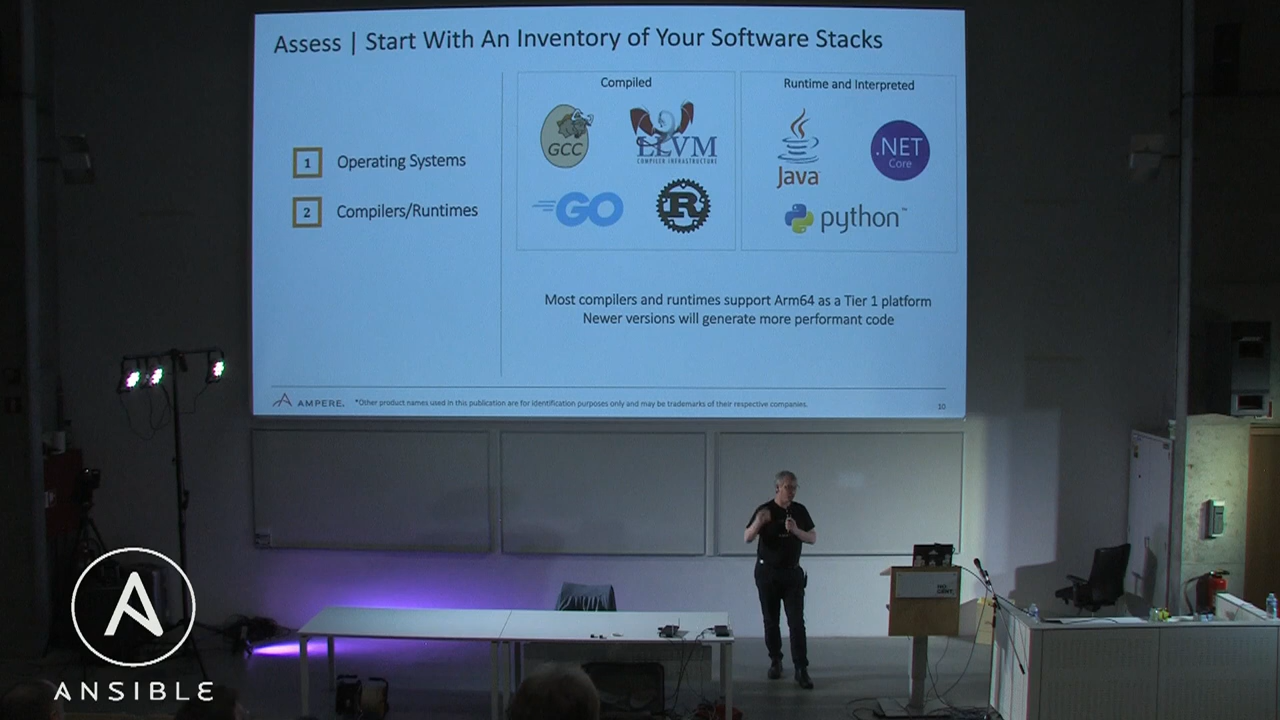 Assess | Start With An Inventory of Your Software Stacks
1 Operating Systems
2 Compilers/Runtimes
Compiled
GCC
LLVM
COMPILER INFRASTRUCTURE
GO
R
Runtime and Interpreted
Java
.NET
Core
python™
Most compilers and runtimes support Arm64 as a Tier 1 platform
Newer versions will generate more performant code
AMPERE.
*Other product names used in this publication are for identification purposes only and may be trademarks of their respective companies.
10
ANSIBLE